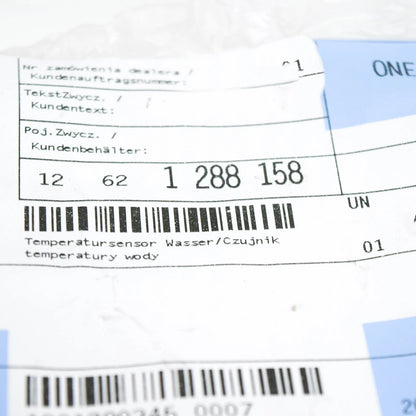 Nr zamówienia dealera /
Kundenauftragsnummer:
01
ONE
TekstZwycz. /
Kundentext:
Poj.Zwycz. /
Kundenbehälter:
12 62 1 288 158
UN
Temperatursensor Wasser/Czujnik
temperatury wody
01
0007